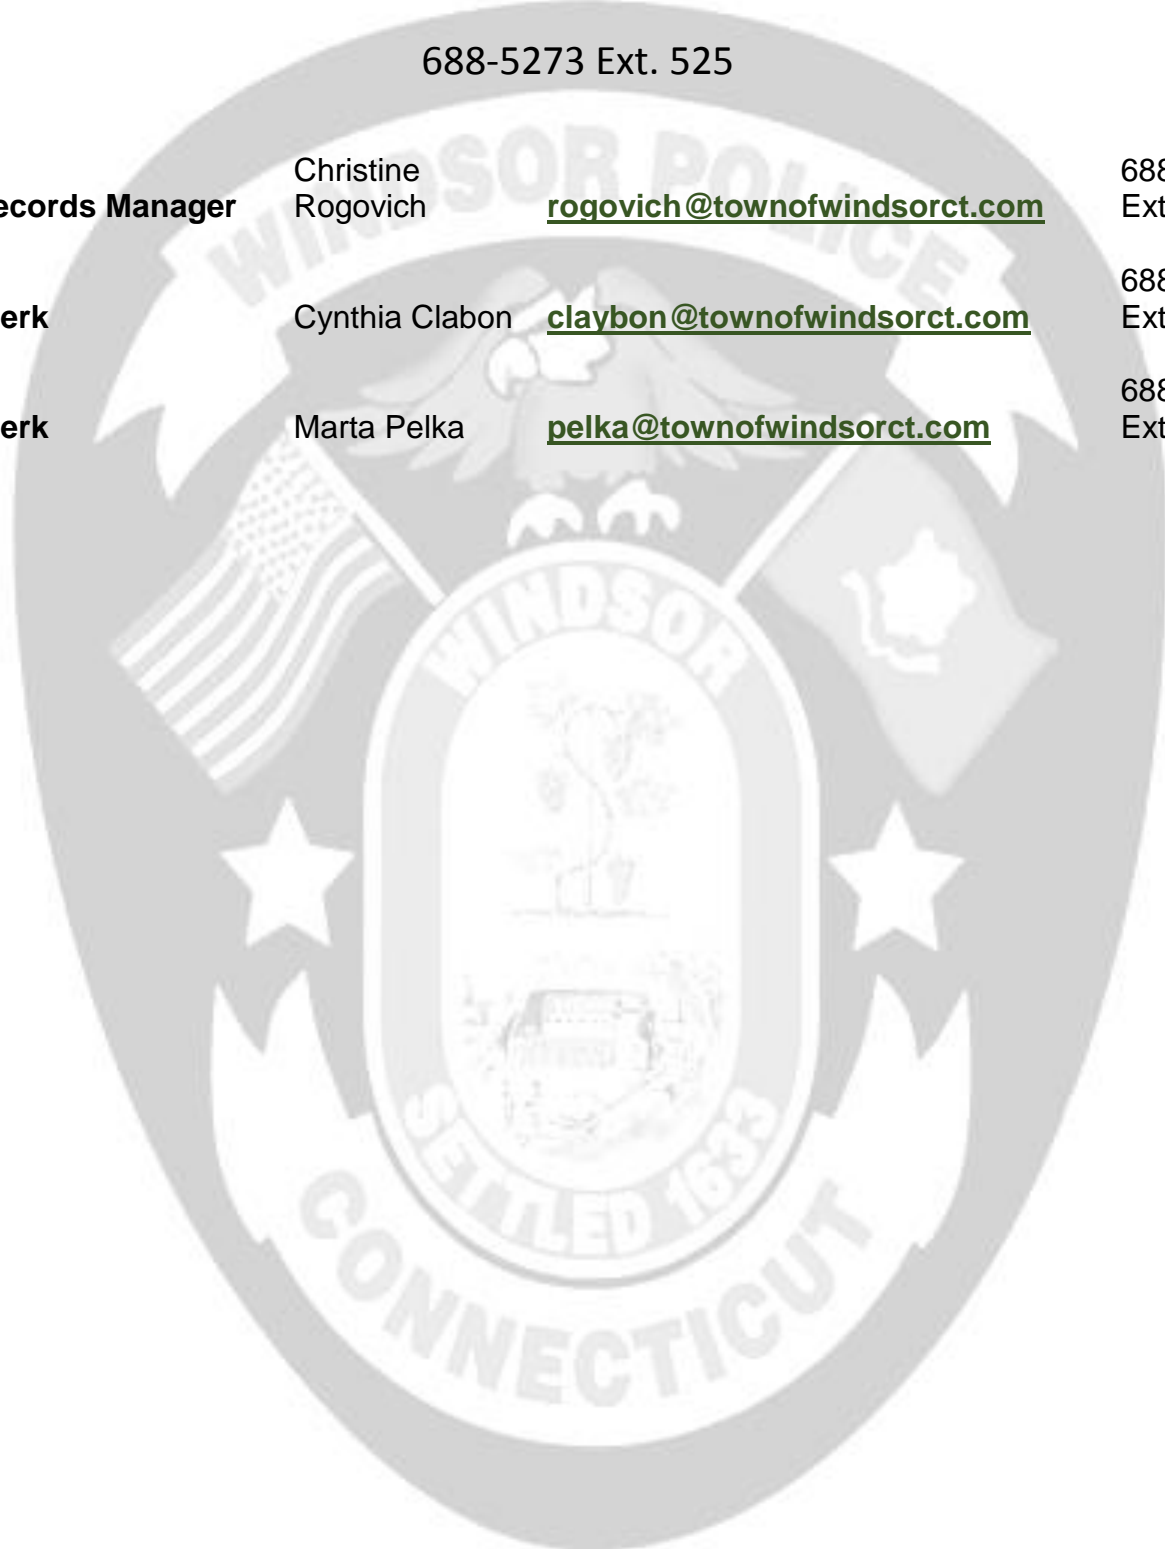 688-5273 Ext. 525
Christine 688
ecords Manager Rogovich rogovich@townofwindsorct.com Ext
688
erk Cynthia Clabon claybon@townofwindsorct.com Ext
688
erk Marta Pelka pelka@townofwindsorct.com Ext
WINDSOR POLICE
WINDSOR
SETTLED 1633
CONNECTICUT